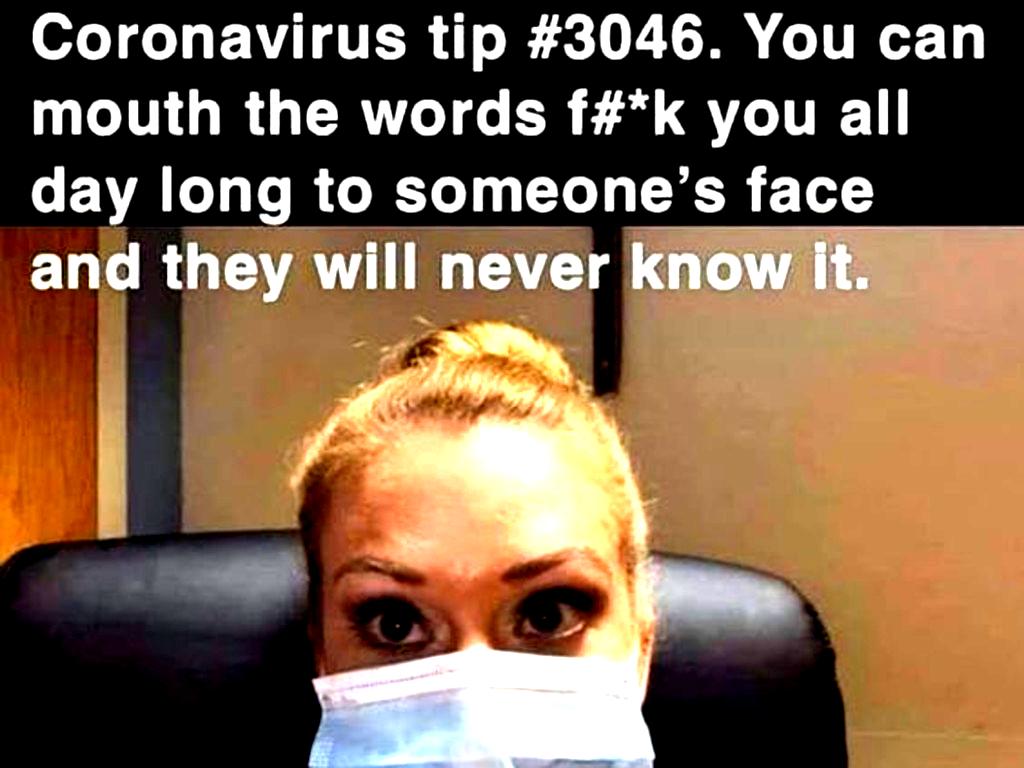 Coronavirus tip #3046. You can
mouth the words f#*k you all
day long to someone’s face
and they will never know it.